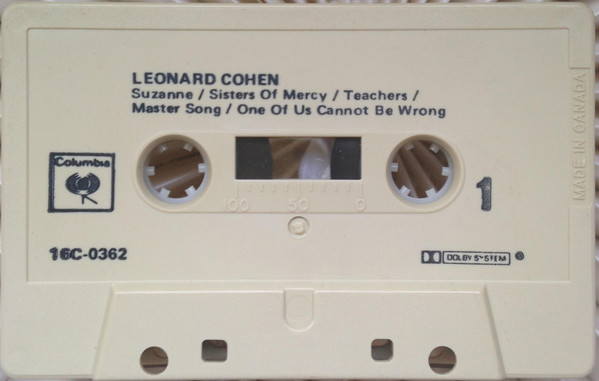 LEONARD COHEN
Suzanne / Sisters Of Mercy / Teachers /
Master Song / One Of Us Cannot Be Wrong
Columbia
100 50 0
1
MADE IN CANADA
16C-0362
DOLBY SYSTEM ®